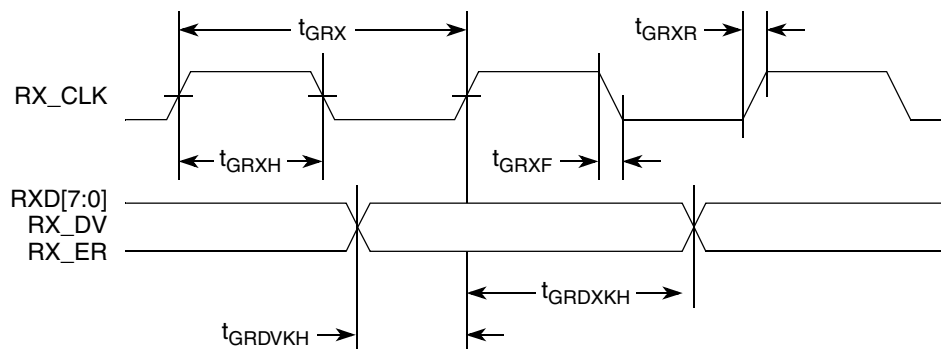 tGRX
tGRXR
RX_CLK
tGRXH
tGRXF
RXD[7:0]
RX_DV
RX_ER
tGRDXKH
tGRDVKH